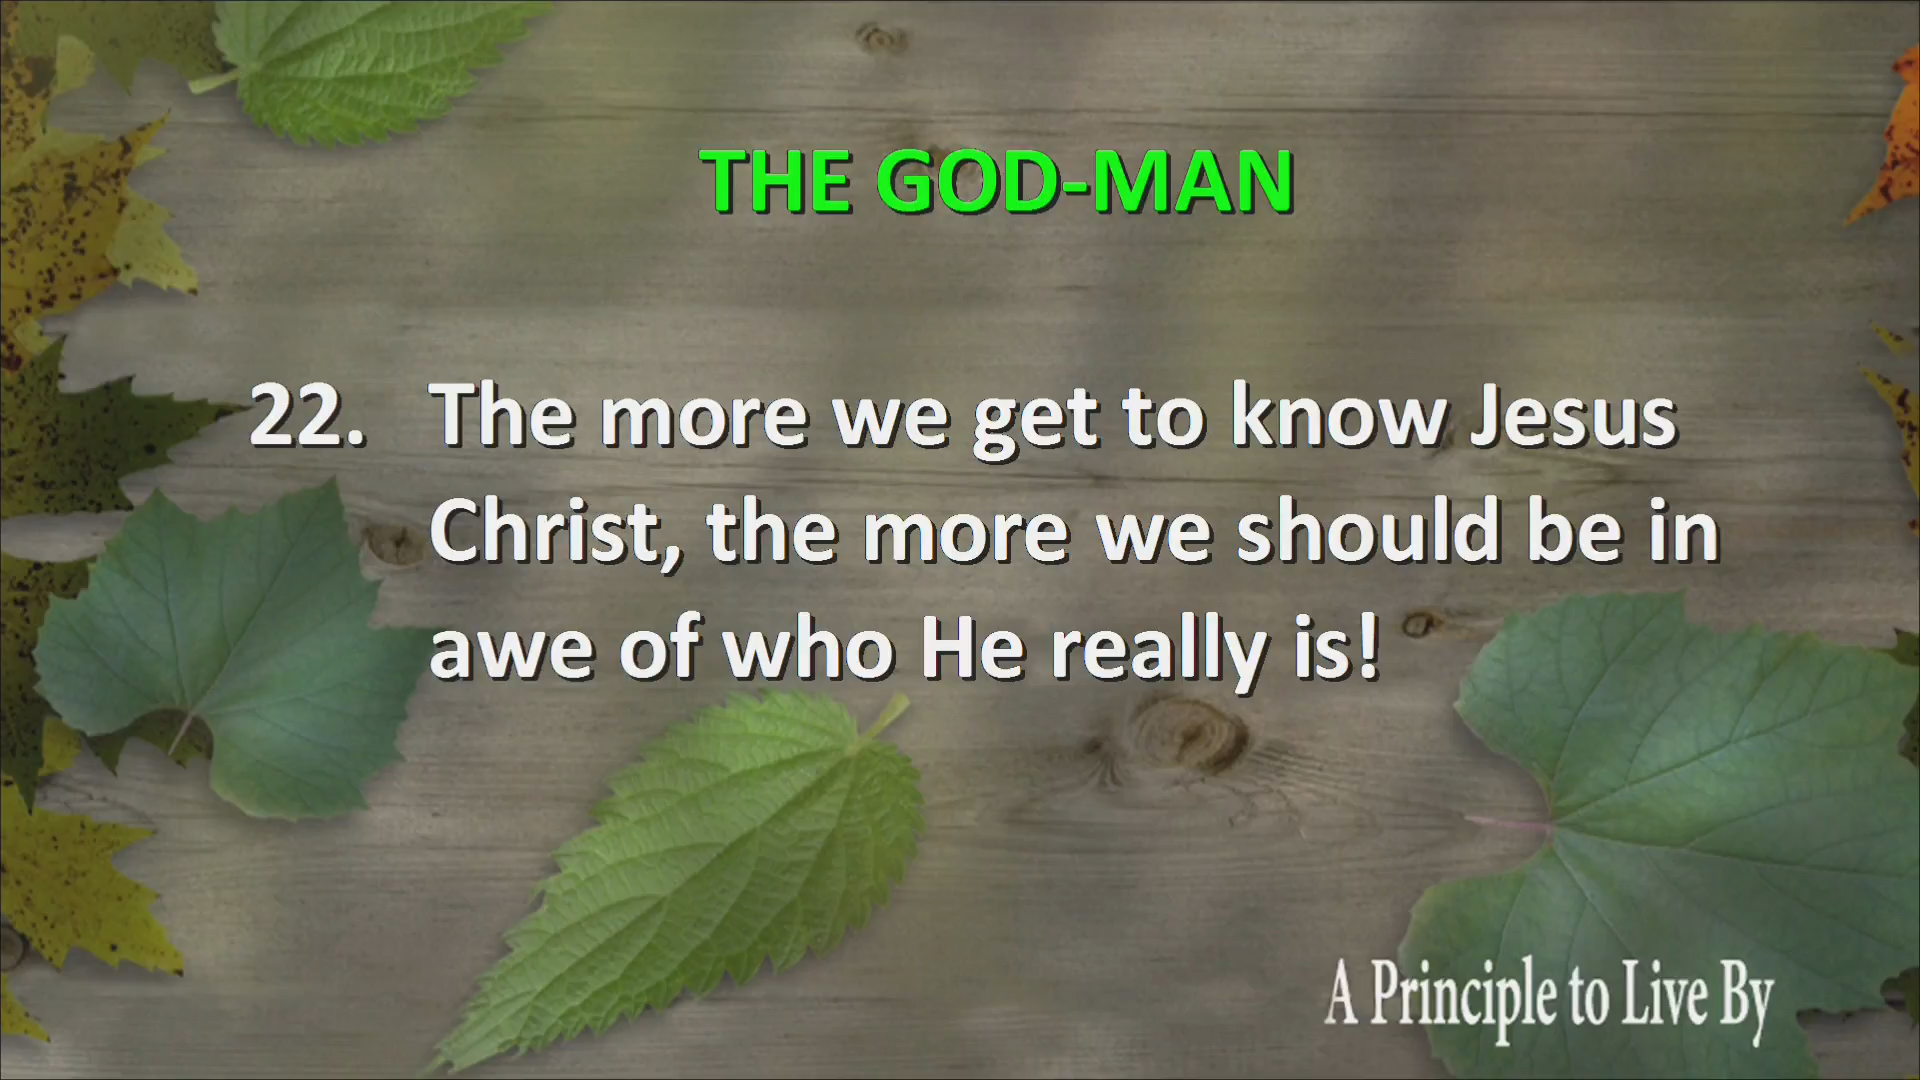 THE GOD-MAN
22. The more we get to know Jesus
Christ, the more we should be in
awe of who He really is!
A Principle to Live By